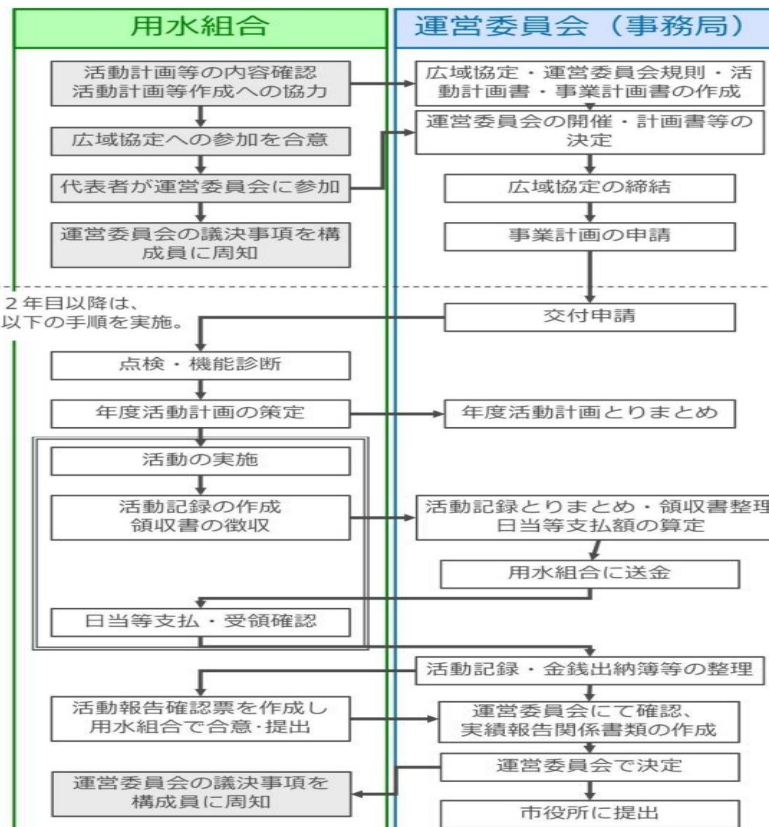 用水組合
運営委員会（事務局）
活動計画等の内容確認
活動計画等作成への協力
広域協定・運営委員会規則・活
動計画書・事業計画書の作成
広域協定への参加を合意
運営委員会の開催・計画書等の
決定
代表者が運営委員会に参加
広域協定の締結
運営委員会の議決事項を構
成員に周知
事業計画の申請
２年目以降は、
以下の手順を実施。
交付申請
点検・機能診断
年度活動計画の策定
年度活動計画とりまとめ
活動の実施
活動記録の作成
領収書の徴収
活動記録とりまとめ・領収書整理
日当等支払額の算定
用水組合に送金
日当等支払・受領確認
活動記録・金銭出納簿等の整理
活動報告確認票を作成し
用水組合で合意・提出
運営委員会にて確認、
実績報告関係書類の作成
運営委員会で決定
運営委員会の議決事項を
構成員に周知
市役所に提出